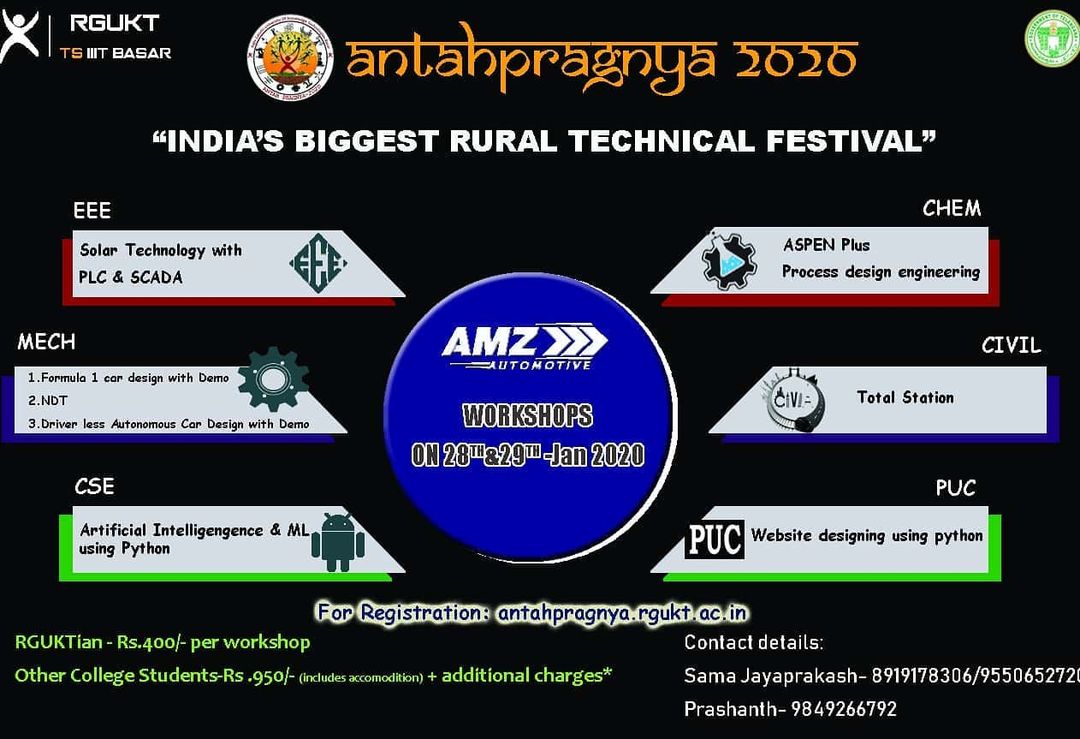 RGUKT
TS IIIT BASAR
antahpragnya 2020
“INDIA’S BIGGEST RURAL TECHNICAL FESTIVAL”
EEE
Solar Technology with
PLC & SCADA
EEE
CHEM
ASPEN Plus
Process design engineering
MECH
1.Formula 1 car design with Demo
2.NDT
3.Driver less Autonomous Car Design with Demo
AMZ
AUTOMOTIVE
WORKSHOPS
ON 28TH&29TH -Jan 2020
CIVIL
CIVIL
Total Station
CSE
Artificial Intelligengence & ML
using Python
PUC
PUC
Website designing using python
For Registration: antahpragnya.rgukt.ac.in
RGUKTian - Rs.400/- per workshop
Other College Students-Rs .950/- (includes accomodition) + additional charges*
Contact details:
Sama Jayaprakash- 8919178306/9550652720
Prashanth- 9849266792